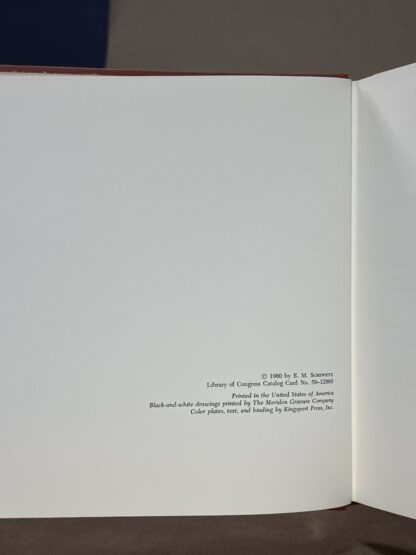 © 1960 by E. M. Schiwetz
Library of Congress Catalog Card No. 59–12860
Printed in the United States of America
Black-and-white drawings printed by The Meriden Gravure Company
Color plates, text, and binding by Kingsport Press, Inc.